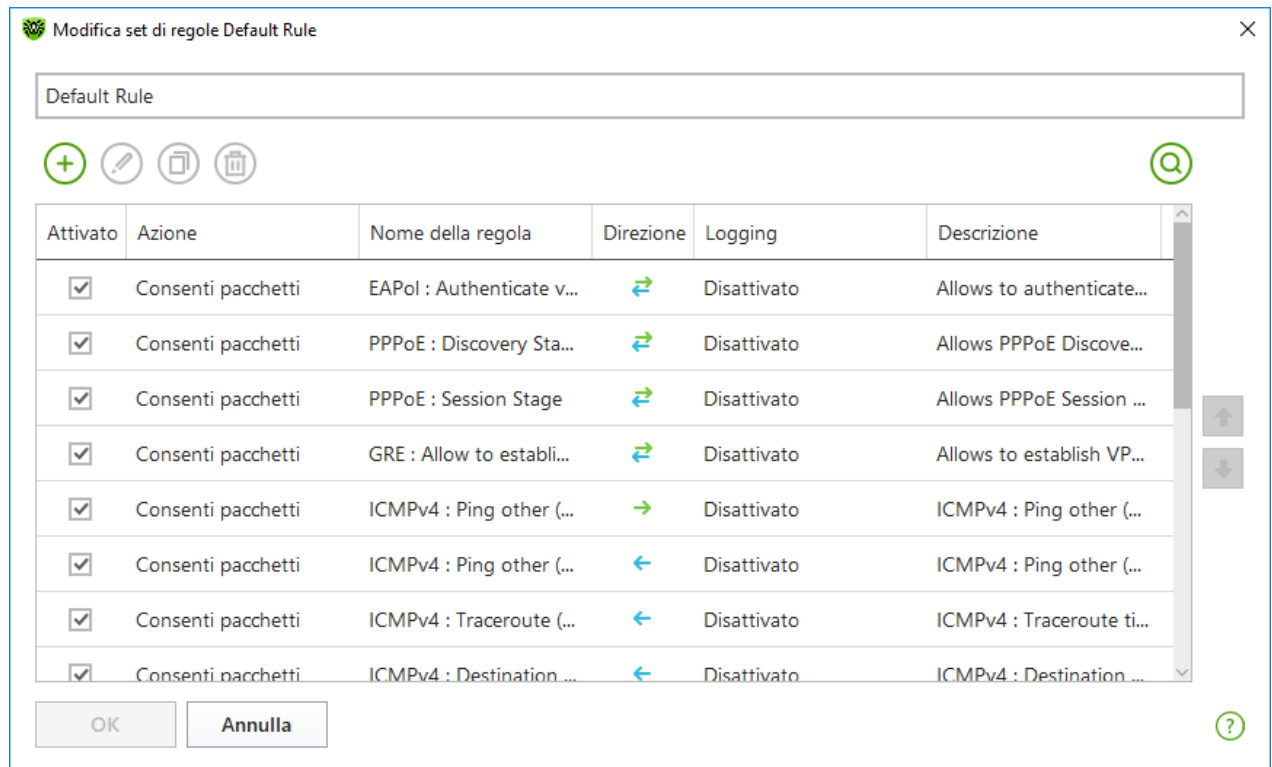 Modifica set di regole Default Rule
Default Rule
Attivato Azione Nome della regola Direzione Logging Descrizione
Consenti pacchetti EAPol : Authenticate v... Disattivato Allows to authenticate...
Consenti pacchetti PPPoE : Discovery Sta... Disattivato Allows PPPoE Discove...
Consenti pacchetti PPPoE : Session Stage Disattivato Allows PPPoE Session ...
Consenti pacchetti GRE : Allow to establi... Disattivato Allows to establish VP...
Consenti pacchetti ICMPv4 : Ping other (... Disattivato ICMPv4 : Ping other (...
Consenti pacchetti ICMPv4 : Ping other (... Disattivato ICMPv4 : Ping other (...
Consenti pacchetti ICMPv4 : Traceroute (... Disattivato ICMPv4 : Traceroute ti...
Consenti pacchetti ICMPv4 : Destination ... Disattivato ICMPv4 : Destination ...
OK Annulla ?